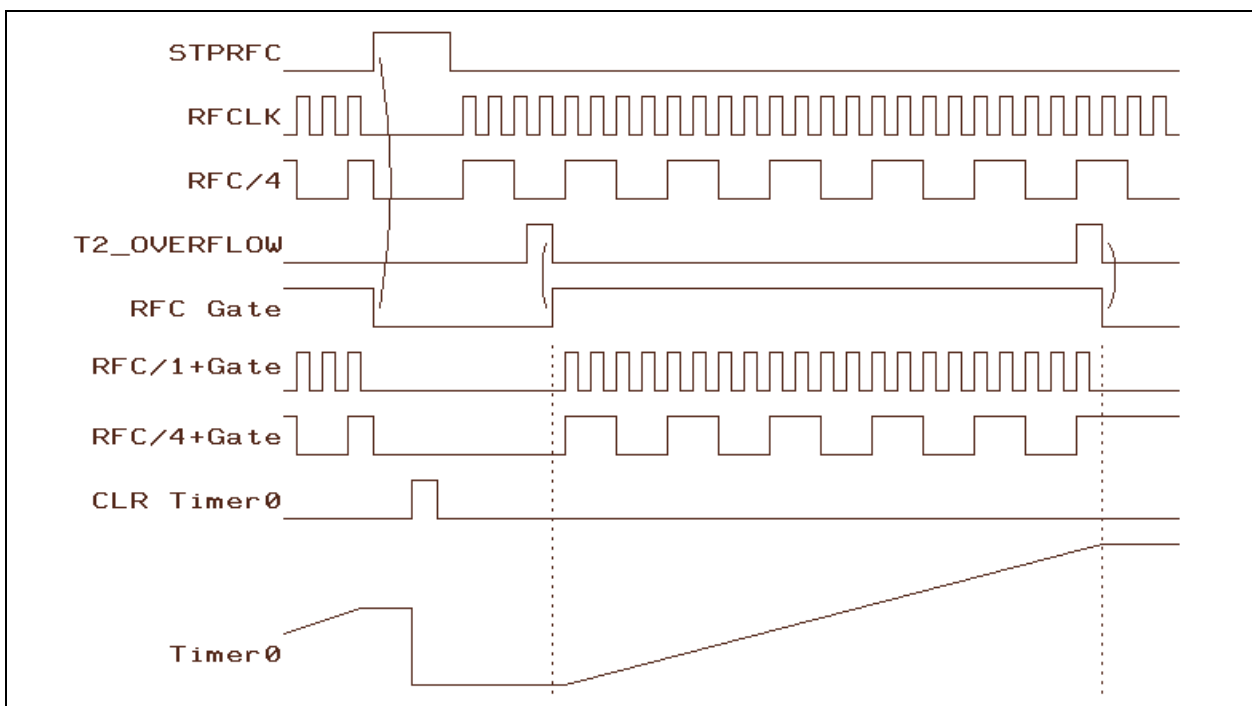 STPRFC
RFCLK
RFC/4
T2_OVERFLOW
RFC Gate
RFC/1+Gate
RFC/4+Gate
CLR Timer0
Timer0